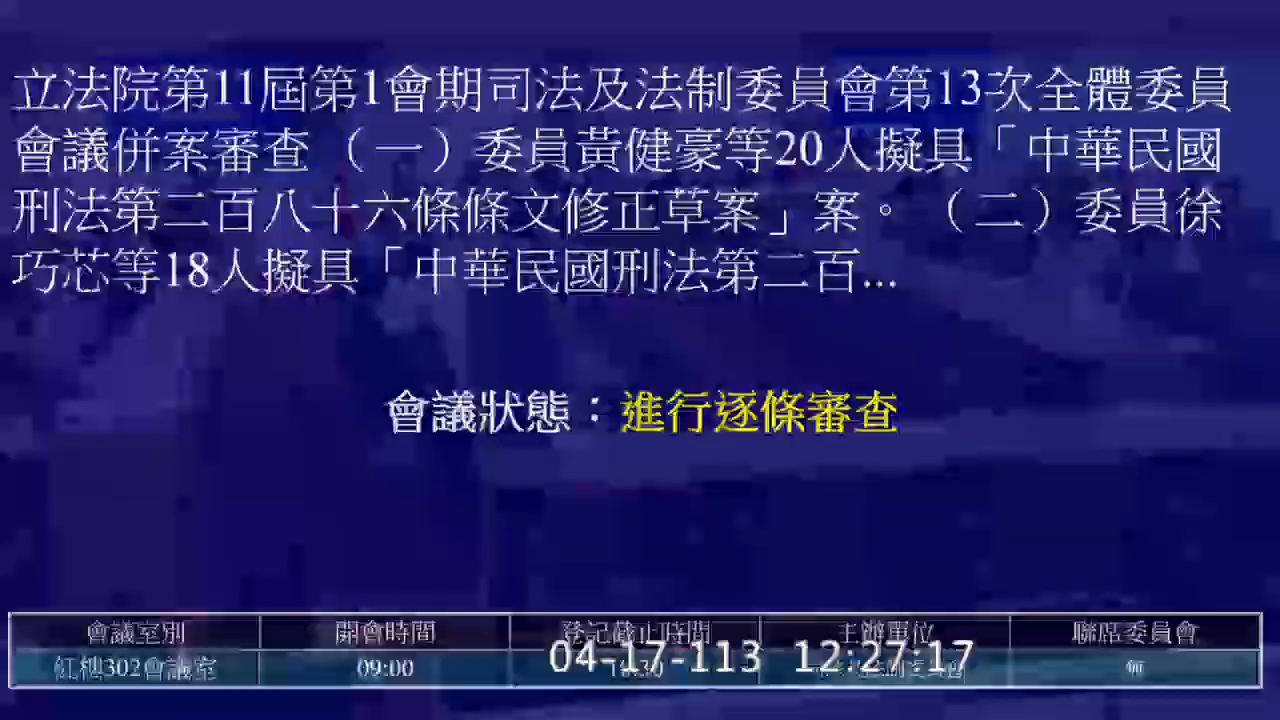 立法院第11屆第1會期司法及法制委員會第13次全體委員
會議併案審查（一）委員黃健豪等20人擬具「中華民國
刑法第二百八十六條條文修正草案」案。（二）委員徐
巧芯等18人擬具「中華民國刑法第二百...
會議狀態：進行逐條審查
會議室別 開會時間 登記截止時間 主辦單位 聯席委員會
紅樓302會議室 09:00 無
04-17-113 12:27:17